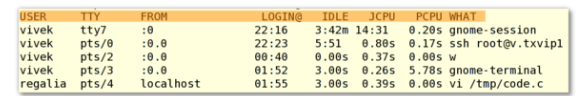 USER TTY FROM LOGIN@ IDLE JCPU PCPU WHAT
vivek tty7 :0 22:16 3:42m 14:31 0.20s gnome-session
vivek pts/0 :0.0 22:23 5:51 0.80s 0.17s ssh root@v.txvip1
vivek pts/2 :0.0 00:40 0.00s 0.37s 0.00s w
vivek pts/3 :0.0 01:52 3.00s 0.26s 5.78s gnome-terminal
regalia pts/4 localhost 01:55 3.00s 0.39s 0.00s vi /tmp/code.c